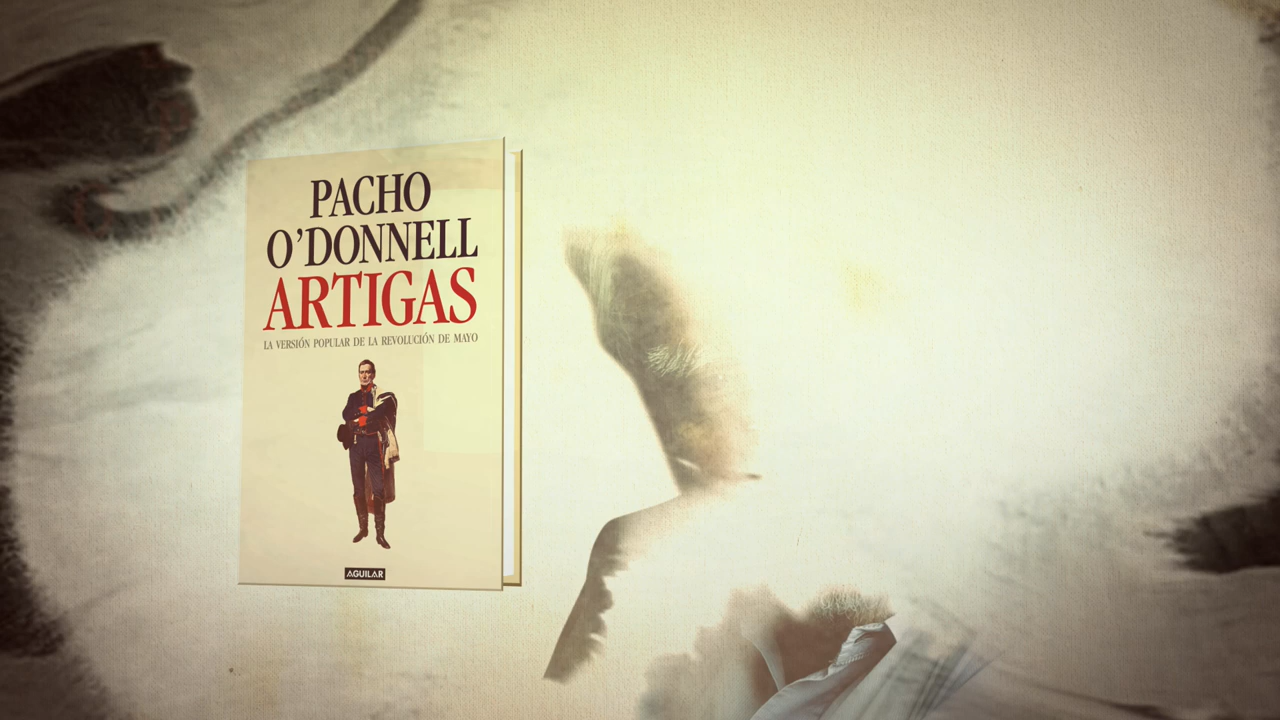 PACHO
O'DONNELL
ARTIGAS
LA VERSIÓN POPULAR DE LA REVOLUCIÓN DE MAYO
AGUILAR